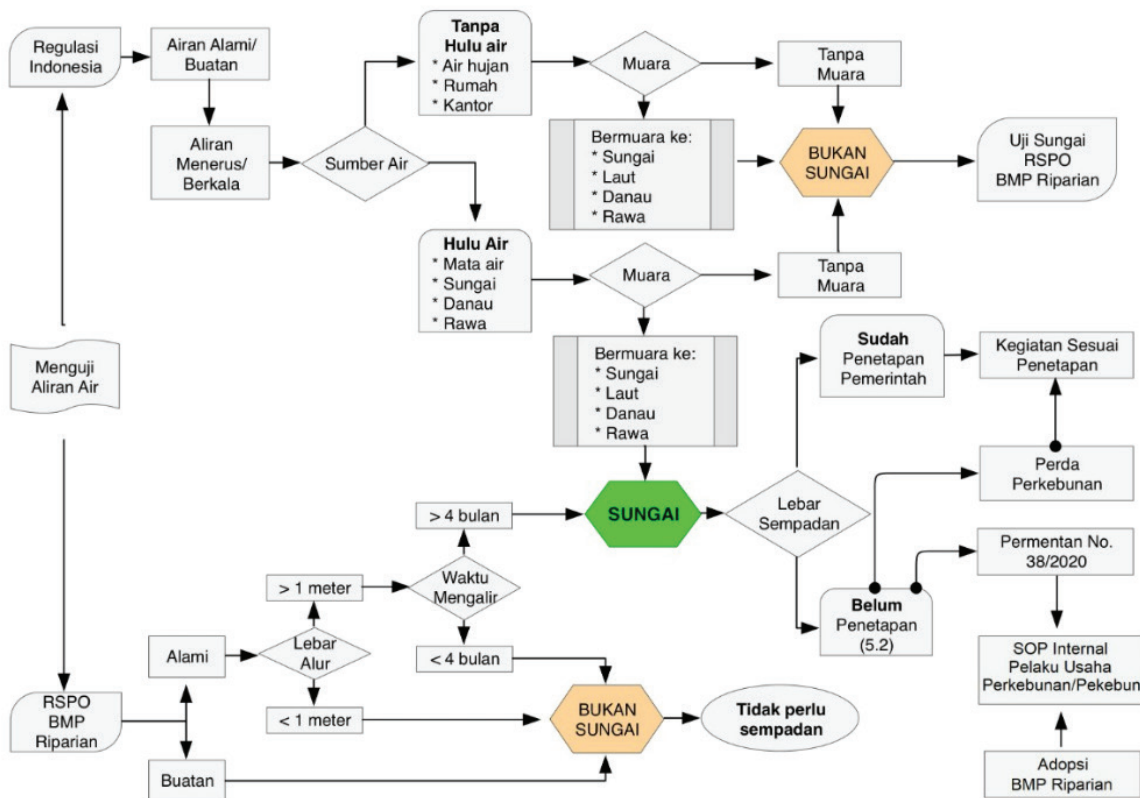 Regulasi
Indonesia
Airan Alami/
Buatan
Aliran
Menerus/
Berkala
Sumber Air
Tanpa
Hulu air
* Air hujan
* Rumah
* Kantor
Muara
Tanpa
Muara
Bermuara ke:
* Sungai
* Laut
* Danau
* Rawa
BUKAN
SUNGAI
Uji Sungai
RSPO
BMP Riparian
Hulu Air
* Mata air
* Sungai
* Danau
* Rawa
Muara
Tanpa
Muara
Bermuara ke:
* Sungai
* Laut
* Danau
* Rawa
Menguji
Aliran Air
Sudah
Penetapan
Pemerintah
Kegiatan Sesuai
Penetapan
Perda
Perkebunan
SUNGAI
Lebar
Sempadan
Permentan No.
38/2020
Belum
Penetapan
(5.2)
SOP Internal
Pelaku Usaha
Perkebunan/Pekebun
Adopsi
BMP Riparian
> 4 bulan
Waktu
Mengalir
< 4 bulan
> 1 meter
Lebar
Alur
< 1 meter
Alami
RSPO
BMP
Riparian
Buatan
BUKAN
SUNGAI
Tidak perlu
sempadan